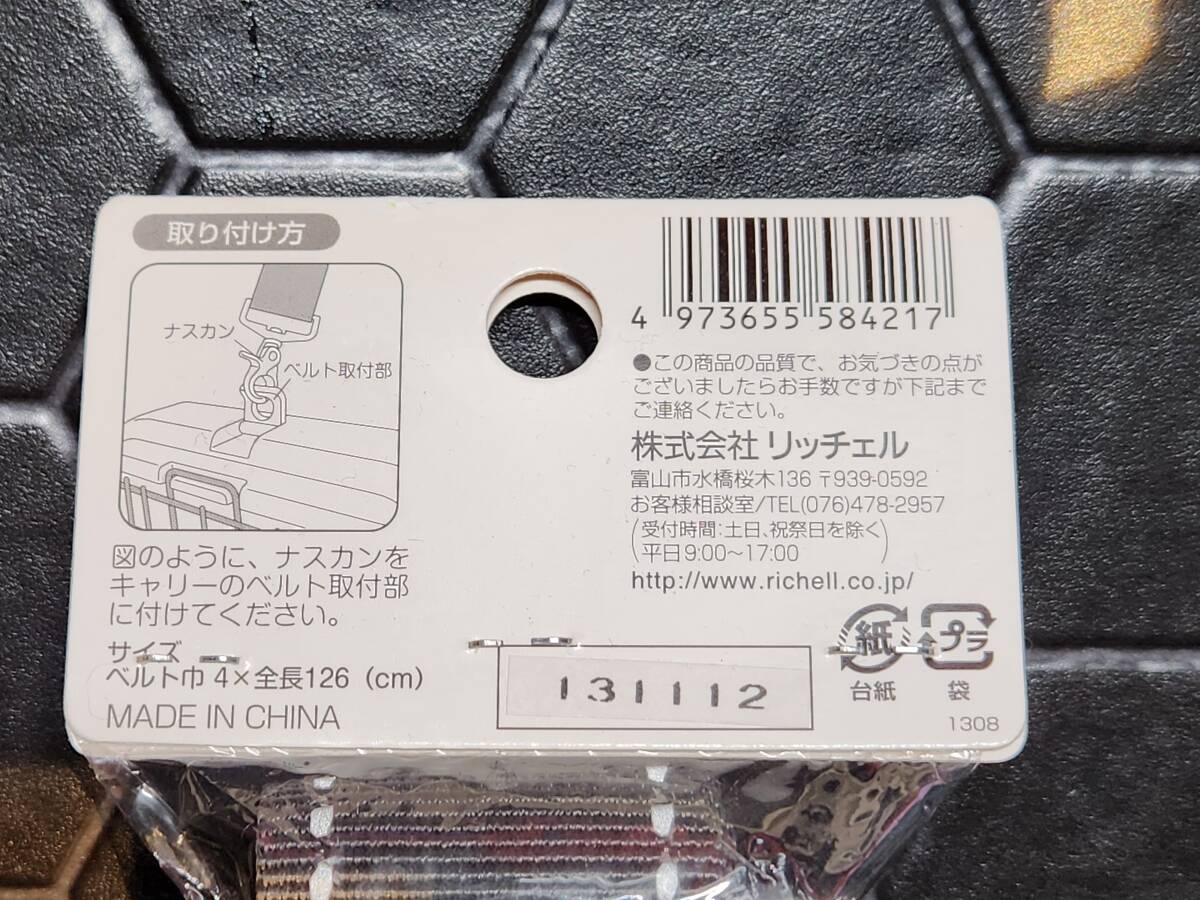 取り付け方
ナスカン
ベルト取付部
図のように、ナスカンを
キャリーのベルト取付部
に付けてください。
サイズ
ベルト巾 4×全長126（cm）
MADE IN CHINA
4 973655 584217
●この商品の品質で、お気づきの点が
ございましたらお手数ですが下記まで
ご連絡ください。
株式会社 リッチェル
富山市水橋桜木136 〒939-0592
お客様相談室/TEL(076)478-2957
(受付時間:土日、祝祭日を除く
平日9:00～17:00)
http://www.richell.co.jp/
紙
プラ
台紙
袋
131112
1308